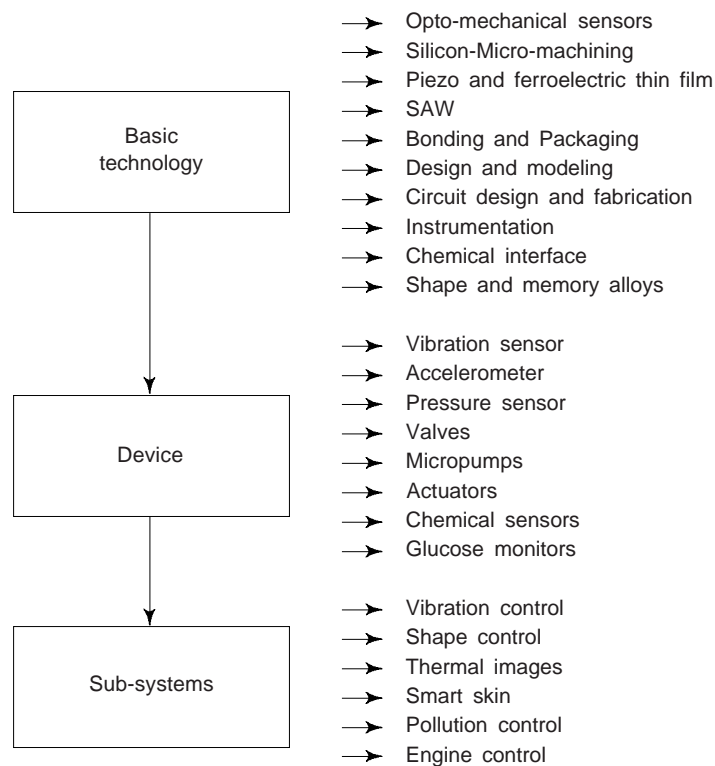 Opto-mechanical sensors
Silicon-Micro-machining
Piezo and ferroelectric thin film
SAW
Basic
technology
Bonding and Packaging
Design and modeling
Circuit design and fabrication
Instrumentation
Chemical interface
Shape and memory alloys
Vibration sensor
Accelerometer
Pressure sensor
Valves
Device
Micropumps
Actuators
Chemical sensors
Glucose monitors
Vibration control
Shape control
Thermal images
Sub-systems
Smart skin
Pollution control
Engine control